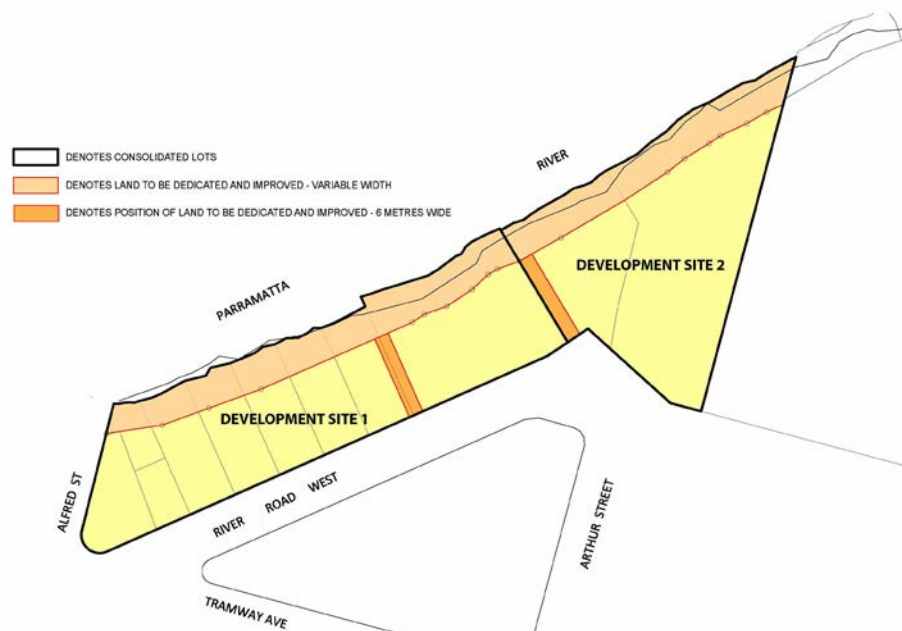 DENOTES CONSOLIDATED LOTS
DENOTES LAND TO BE DEDICATED AND IMPROVED - VARIABLE WIDTH
DENOTES POSITION OF LAND TO BE DEDICATED AND IMPROVED - 6 METRES WIDE
RIVER
PARRAMATTA
DEVELOPMENT SITE 2
DEVELOPMENT SITE 1
ALFRED ST
RIVER ROAD WEST
ARTHUR STREET
TRAMWAY AVE